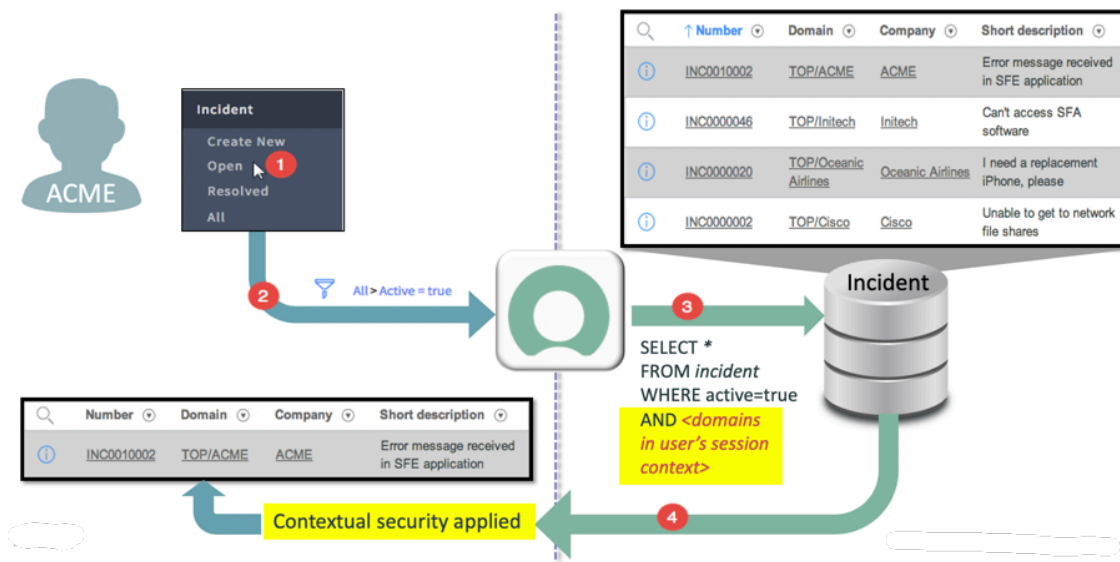 ACME
Incident
Create New
Open
1
Resolved
All
2
All > Active = true
Number Domain Company Short description
INC0010002 TOP/ACME ACME Error message received
in SFE application
INC0000046 TOP/Initech Initech Can't access SFA
software
INC0000020 TOP/Oceanic
Airlines Oceanic Airlines I need a replacement
iPhone, please
INC0000002 TOP/Cisco Cisco Unable to get to network
file shares
Incident
3
SELECT *
FROM incident
WHERE active=true
AND <domains
in user's session
context>
4
Contextual security applied
Number Domain Company Short description
INC0010002 TOP/ACME ACME Error message received
in SFE application